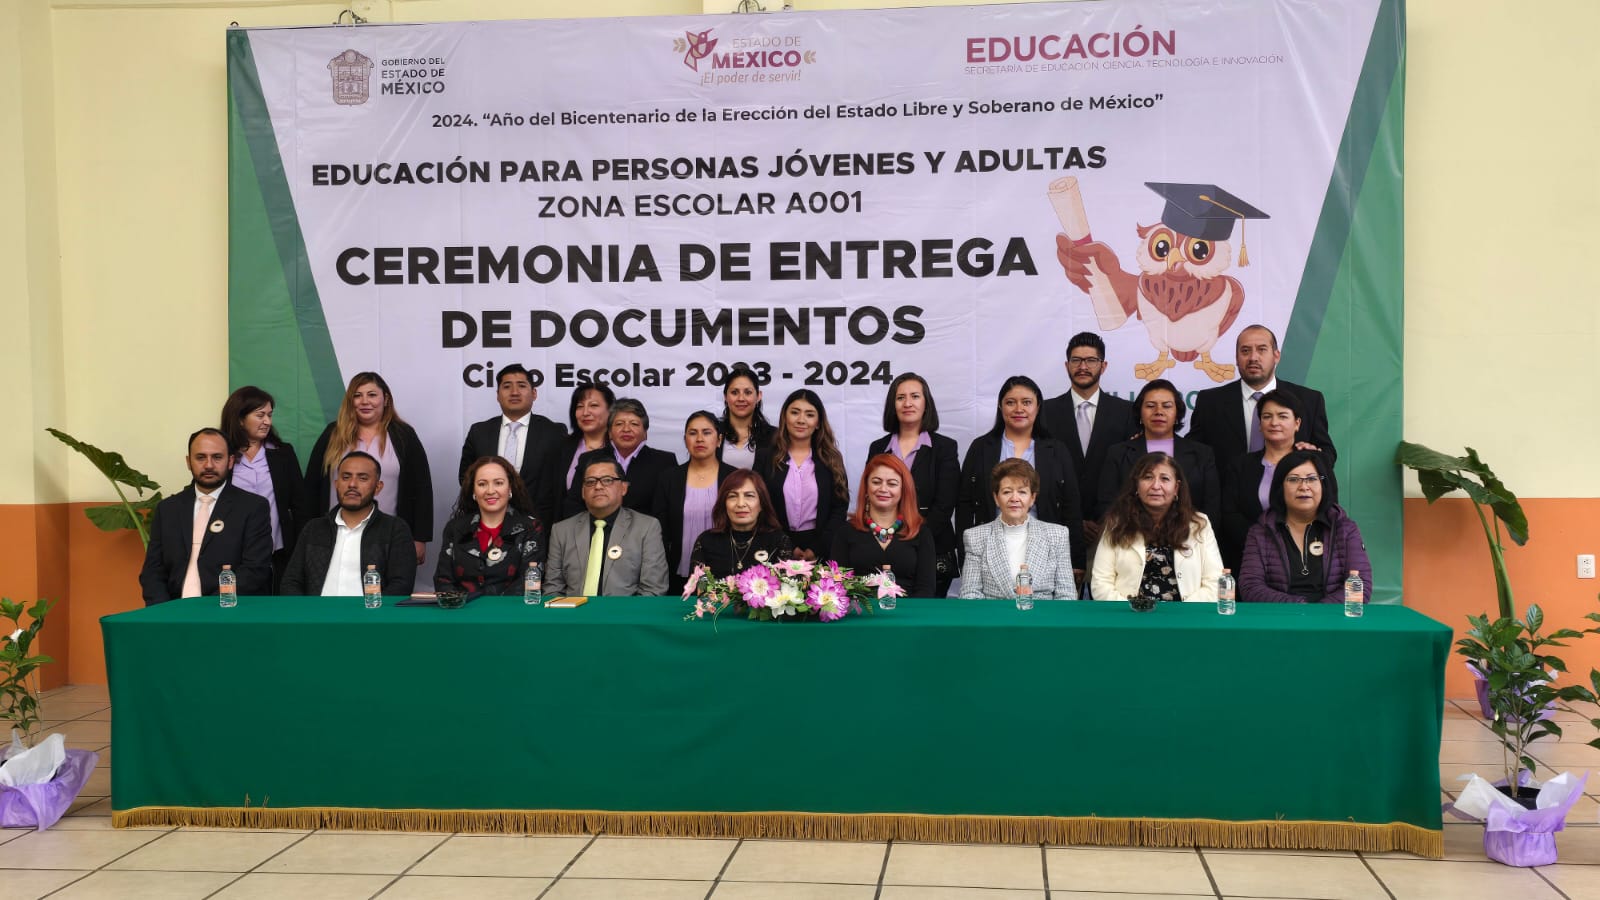 GOBIERNO DEL
ESTADO DE
MÉXICO
ESTADO DE
MÉXICO
¡El poder de servir!
EDUCACIÓN
SECRETARÍA DE EDUCACIÓN, CIENCIA, TECNOLOGÍA E INNOVACIÓN
2024. “Año del Bicentenario de la Erección del Estado Libre y Soberano de México”
EDUCACIÓN PARA PERSONAS JÓVENES Y ADULTAS
ZONA ESCOLAR A001
CEREMONIA DE ENTREGA
DE DOCUMENTOS
Ciclo Escolar 2023 - 2024